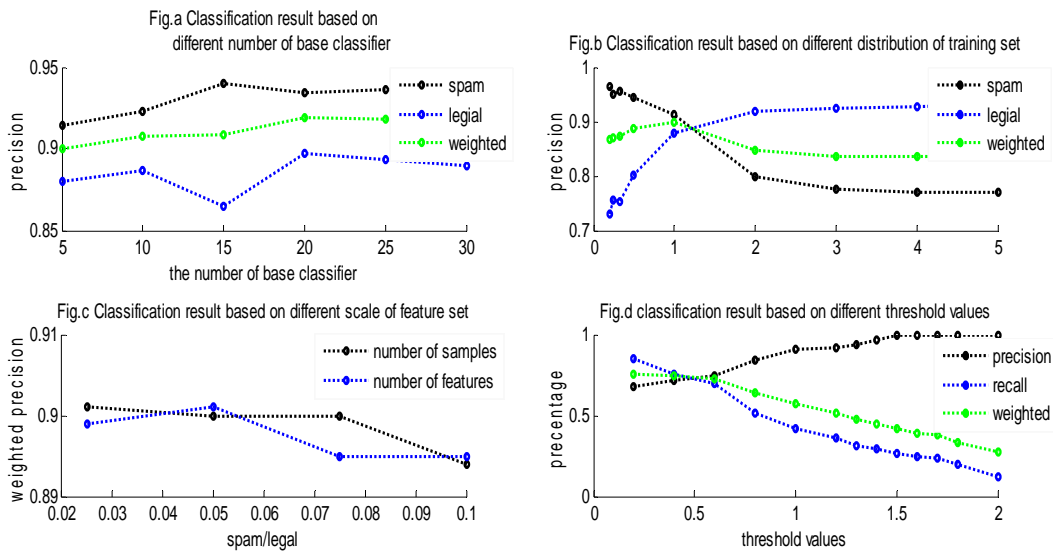 Fig.a Classification result based on
different number of base classifier
0.95
0.9
0.85
precision
5 10 15 20 25 30
the number of base classifier
spam
legial
weighted
Fig.b Classification result based on different distribution of training set
1
0.9
0.8
0.7
precision
0 1 2 3 4 5
spam
legial
weighted
Fig.c Classification result based on different scale of feature set
0.91
0.9
0.89
weighted precision
0.02 0.03 0.04 0.05 0.06 0.07 0.08 0.09 0.1
spam/legal
number of samples
number of features
Fig.d classification result based on different threshold values
1
0.5
0
precentage
0 0.5 1 1.5 2
threshold values
precision
recall
weighted